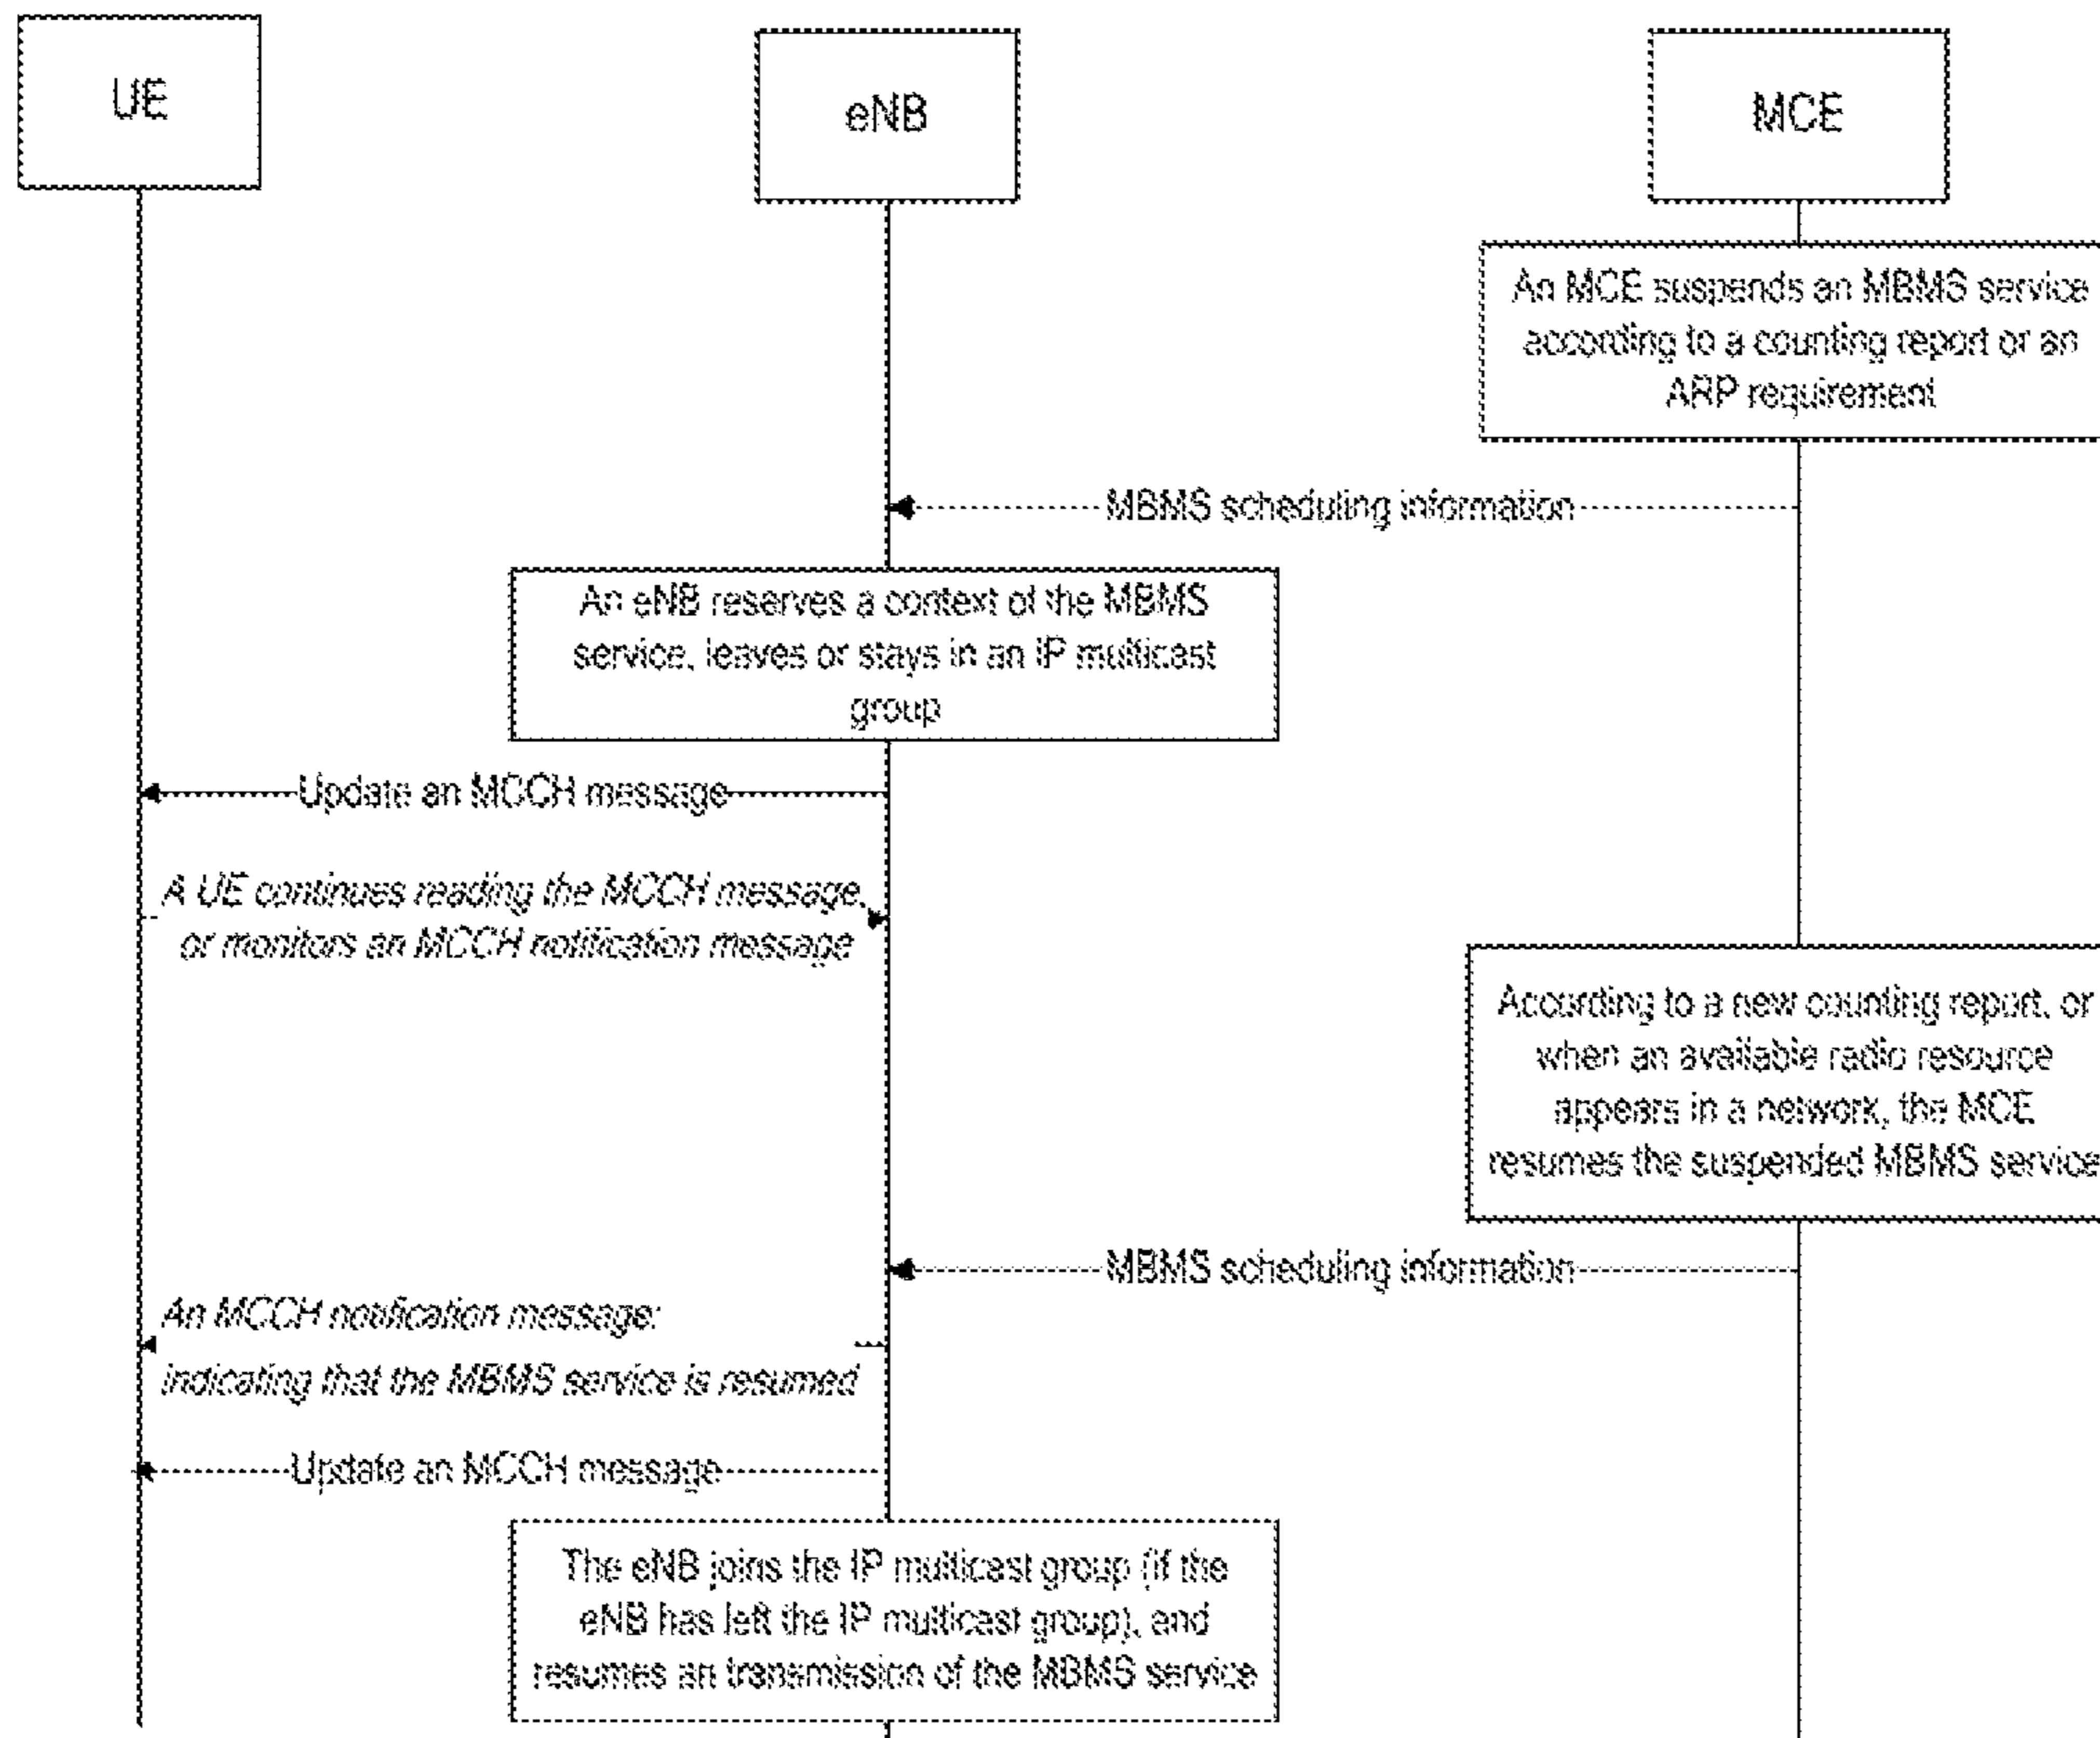 UE
eNB
MCE
An MCE suspends an MBMS service
according to a counting report or an
ARP requirement
MBMS scheduling information
An eNB reserves a context of the MBMS
service, leaves or stays in an IP multicast
group
Update an MCCH message
A UE continues reading the MCCH message,
or monitors an MCCH notification message
According to a new counting report, or
when an available radio resource
appears in a network, the MCE
resumes the suspended MBMS service
MBMS scheduling information
An MCCH notification message:
indicating that the MBMS service is resumed
Update an MCCH message
The eNB joins the IP multicast group (if the
eNB has left the IP multicast group), and
resumes an transmission of the MBMS service